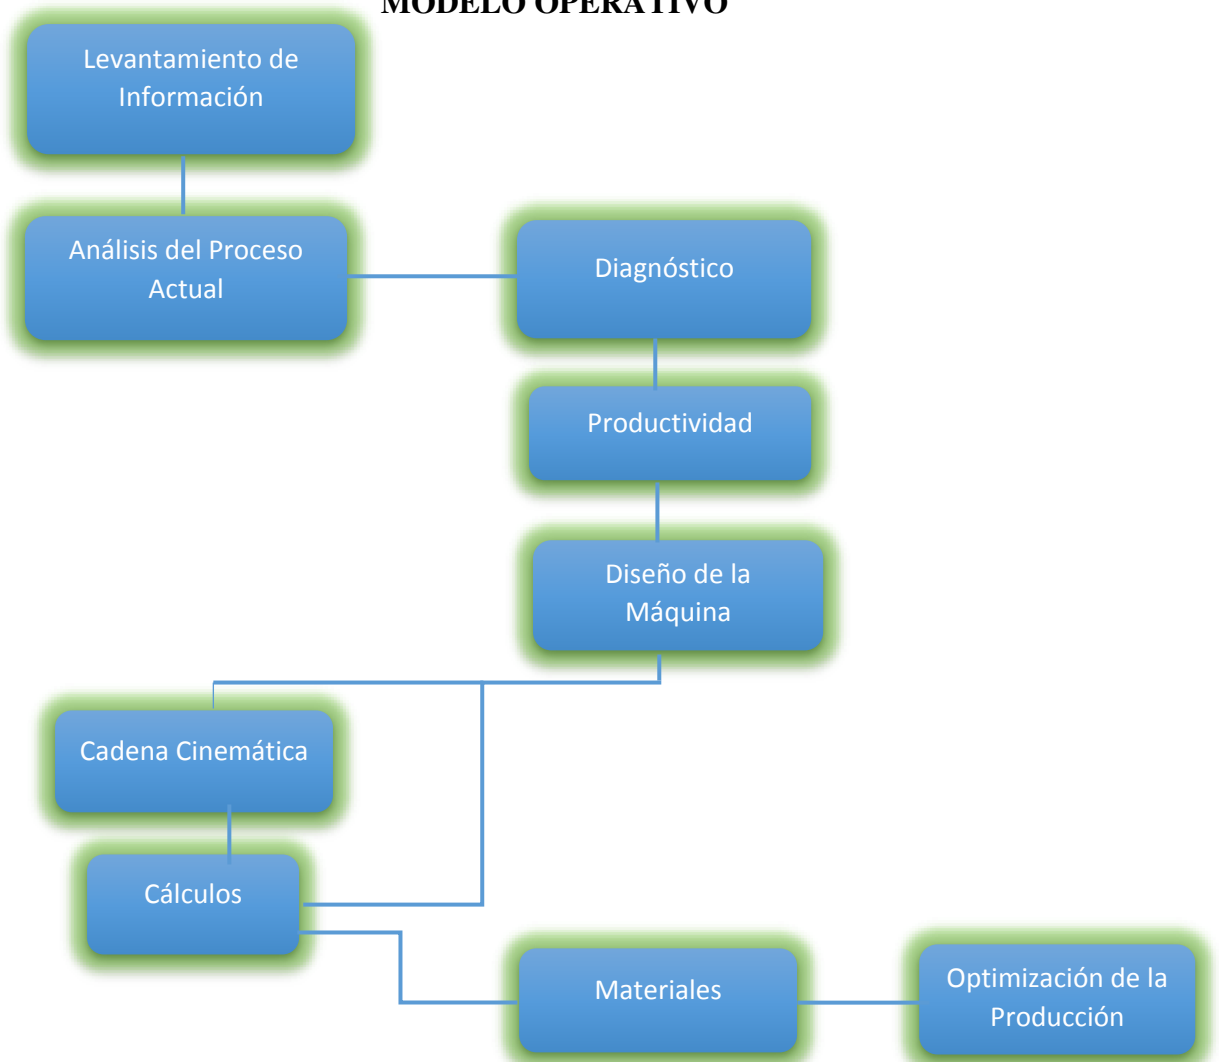 MODELO OPERATIVO
Levantamiento de
Información
Análisis del Proceso
Actual
Diagnóstico
Productividad
Diseño de la
Máquina
Cadena Cinemática
Cálculos
Materiales
Optimización de la
Producción